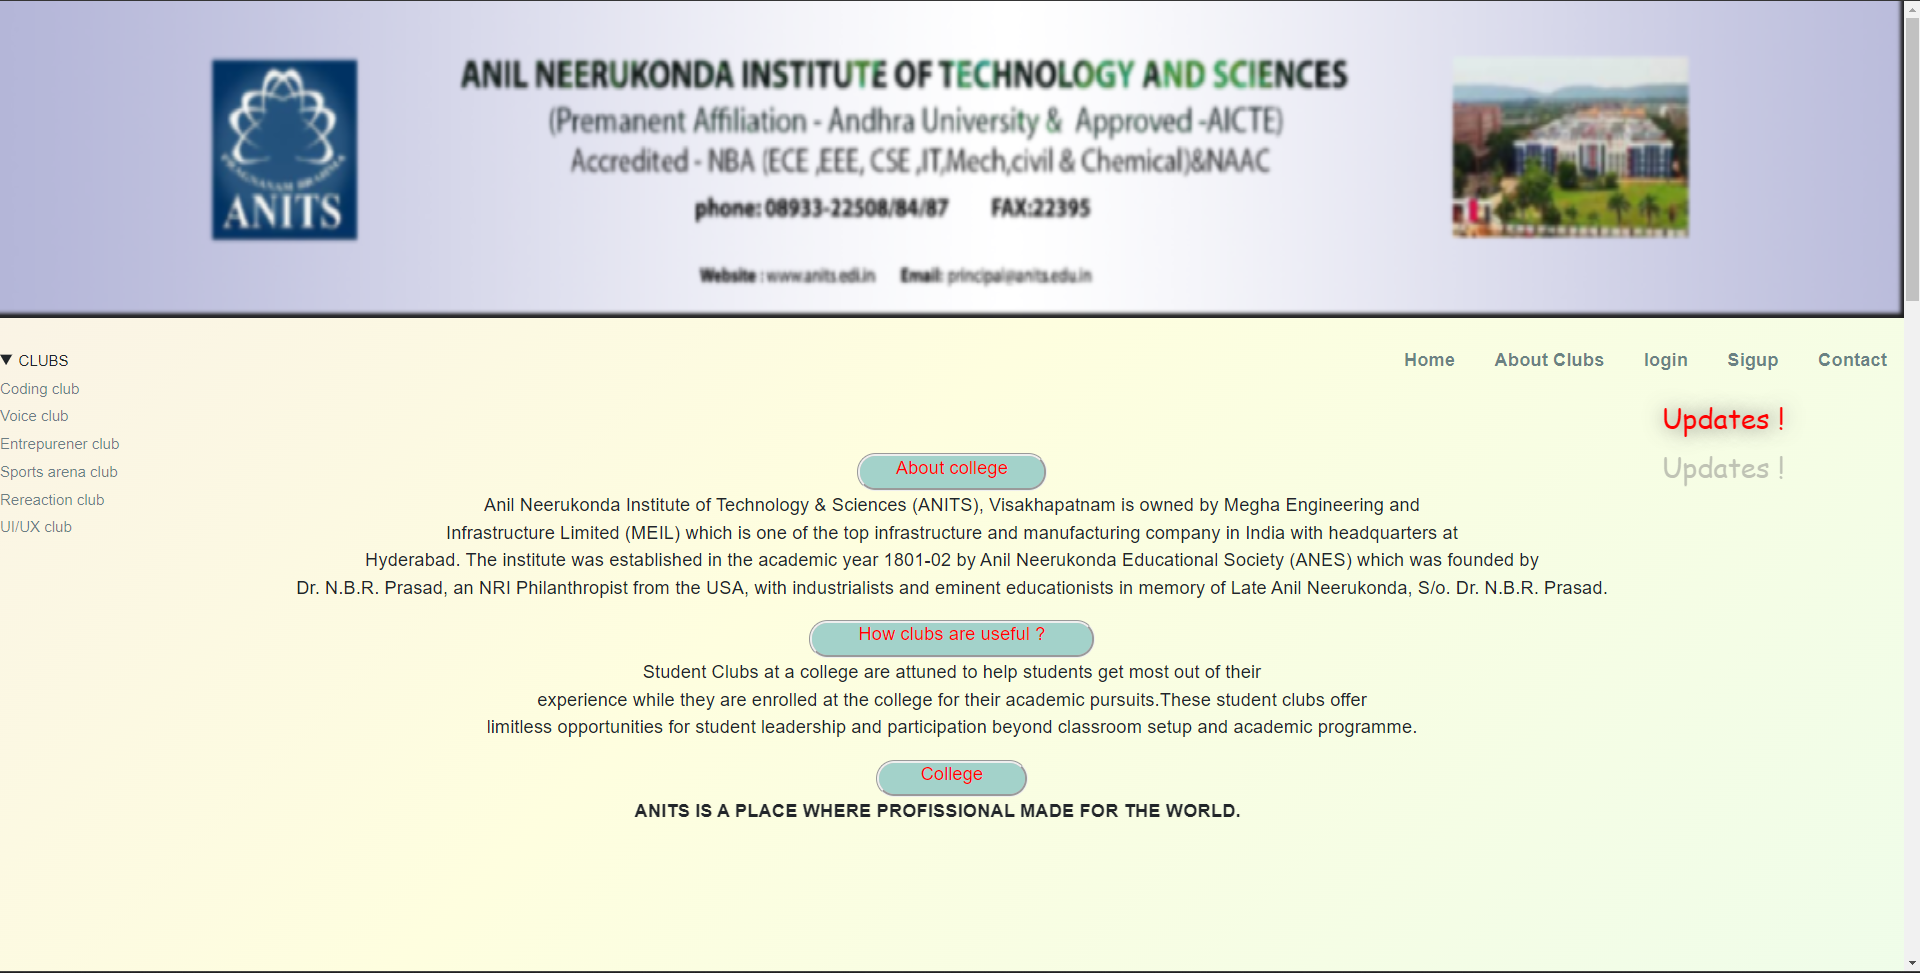 ANIL NEERUKONDA INSTITUTE OF TECHNOLOGY AND SCIENCES
(Premanent Affiliation - Andhra University & Approved -AICTE)
Accredited - NBA (ECE ,EEE, CSE ,IT,Mech,civil & Chemical)&NAAC
ANITS
phone: 08933-22508/84/87 FAX:22395
Website : www.anits.edi.in Email: principal@anits.edu.in
▼ CLUBS
Coding club
Voice club
Entrepurener club
Sports arena club
Rereaction club
UI/UX club
Home About Clubs login Sigup Contact
Updates !
Updates !
About college
Anil Neerukonda Institute of Technology & Sciences (ANITS), Visakhapatnam is owned by Megha Engineering and
Infrastructure Limited (MEIL) which is one of the top infrastructure and manufacturing company in India with headquarters at
Hyderabad. The institute was established in the academic year 1801-02 by Anil Neerukonda Educational Society (ANES) which was founded by
Dr. N.B.R. Prasad, an NRI Philanthropist from the USA, with industrialists and eminent educationists in memory of Late Anil Neerukonda, S/o. Dr. N.B.R. Prasad.
How clubs are useful ?
Student Clubs at a college are attuned to help students get most out of their
experience while they are enrolled at the college for their academic pursuits.These student clubs offer
limitless opportunities for student leadership and participation beyond classroom setup and academic programme.
College
ANITS IS A PLACE WHERE PROFISSIONAL MADE FOR THE WORLD.